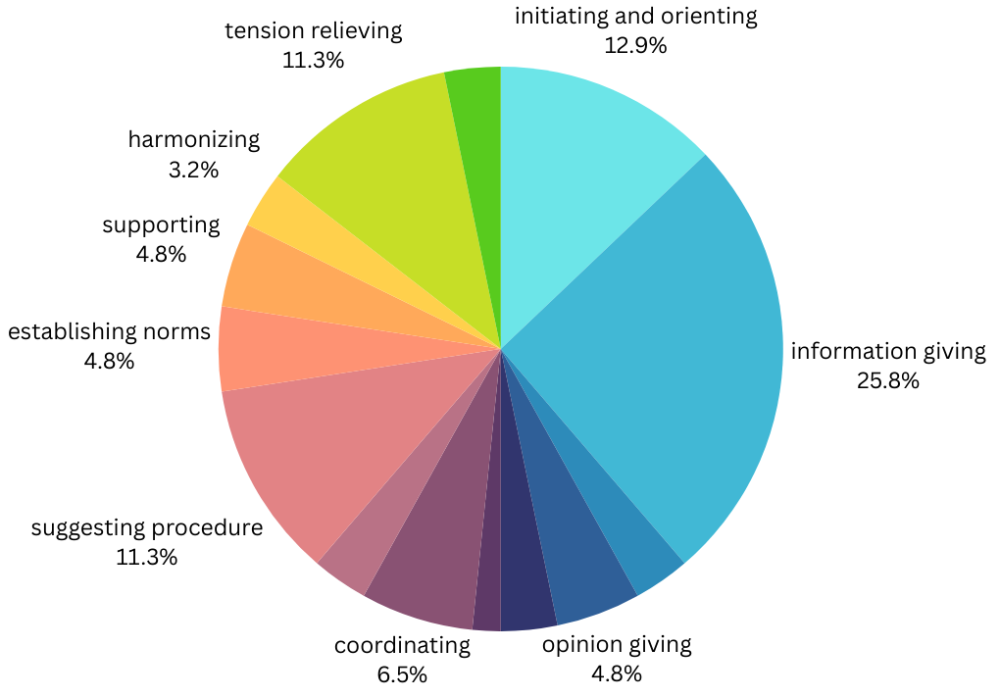 initiating and orienting
12.9%
tension relieving
11.3%
harmonizing
3.2%
supporting
4.8%
establishing norms
4.8%
information giving
25.8%
suggesting procedure
11.3%
coordinating
6.5%
opinion giving
4.8%